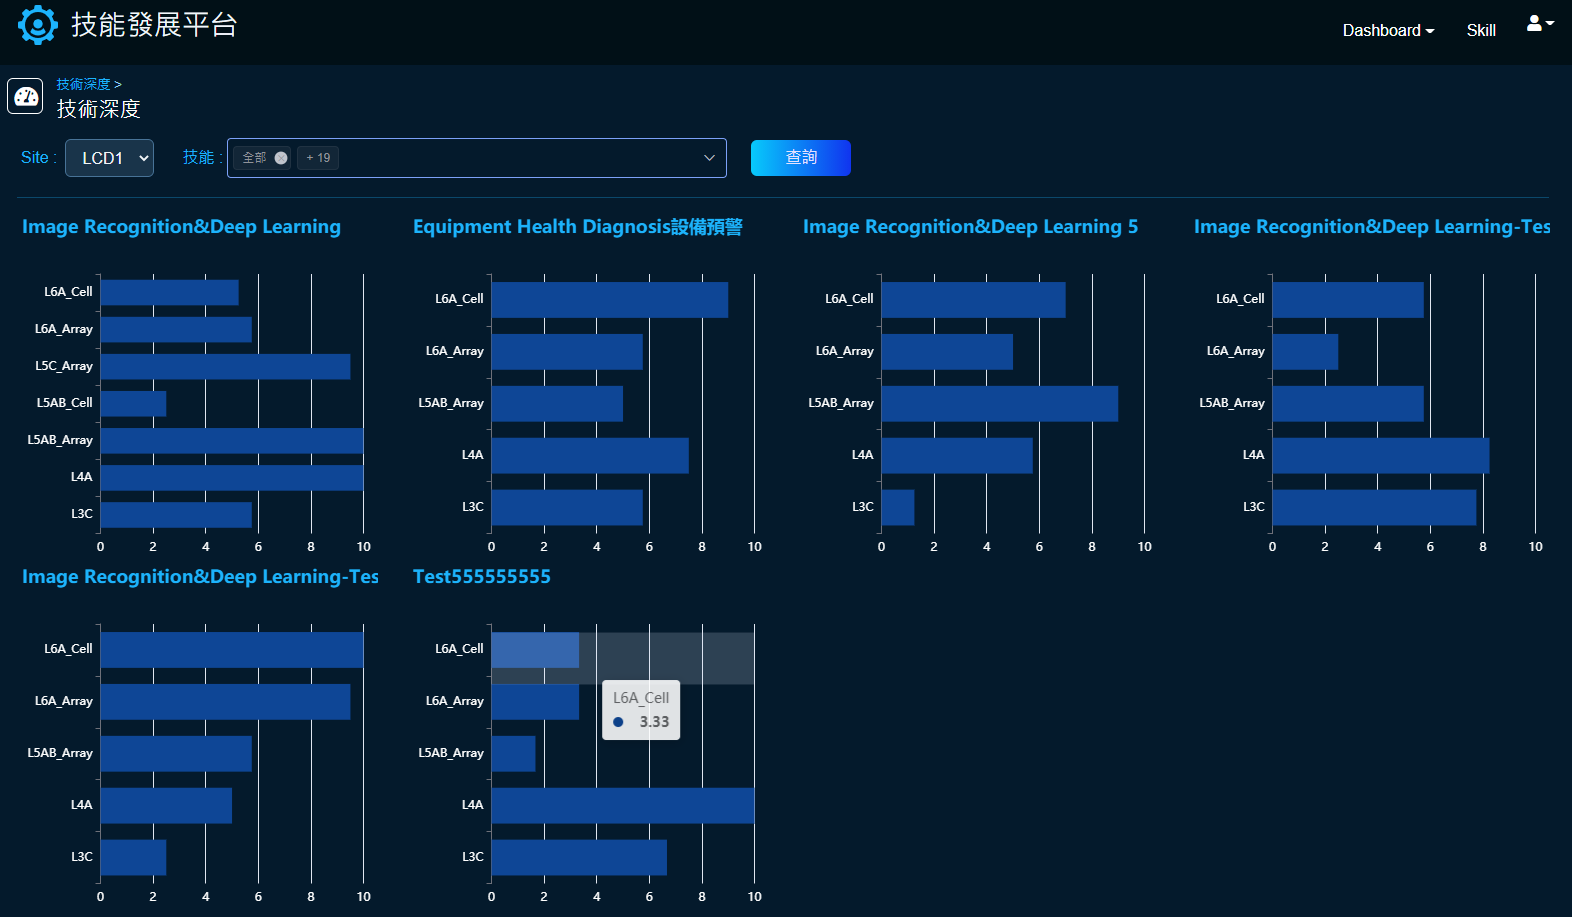 技能發展平台
Dashboard
Skill
技術深度 >
技術深度
Site :
LCD1
技能 :
全部
+ 19
查詢
Image Recognition&Deep Learning
L6A_Cell
L6A_Array
L5C_Array
L5AB_Cell
L5AB_Array
L4A
L3C
0 2 4 6 8 10
Equipment Health Diagnosis設備預警
L6A_Cell
L6A_Array
L5AB_Array
L4A
L3C
0 2 4 6 8 10
Image Recognition&Deep Learning 5
L6A_Cell
L6A_Array
L5AB_Array
L4A
L3C
0 2 4 6 8 10
Image Recognition&Deep Learning-Tes
L6A_Cell
L6A_Array
L5AB_Array
L4A
L3C
0 2 4 6 8 10
Image Recognition&Deep Learning-Tes
L6A_Cell
L6A_Array
L5AB_Array
L4A
L3C
0 2 4 6 8 10
Test555555555
L6A_Cell
L6A_Array
L5AB_Array
L4A
L3C
0 2 4 6 8 10
L6A_Cell
3.33